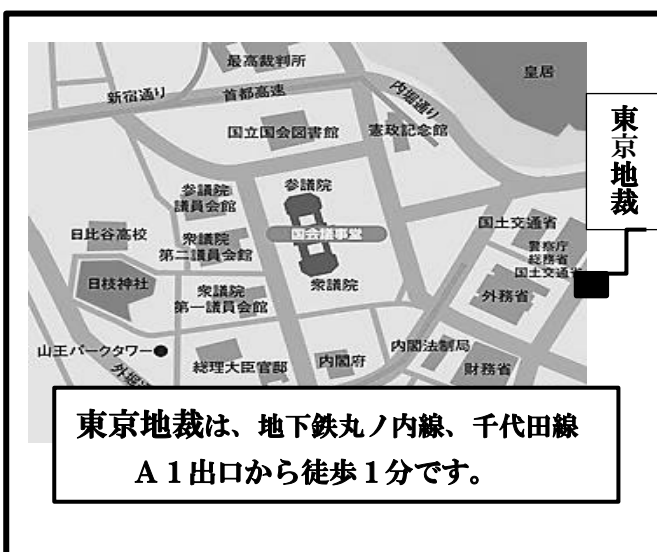 最高裁判所
皇居
新宿通り
首都高速
内堀通り
国立国会図書館
憲政記念館
参議院
議員会館
参議院
日比谷高校
衆議院
第二議員会館
国会議事堂
国土交通省
警察庁
総務省
国土交通省
東京地裁
日枝神社
衆議院
第一議員会館
衆議院
外務省
山王パークタワー
総理大臣官邸
内閣府
内閣法制局
財務省
東京地裁は、地下鉄丸ノ内線、千代田線
A1出口から徒歩1分です。